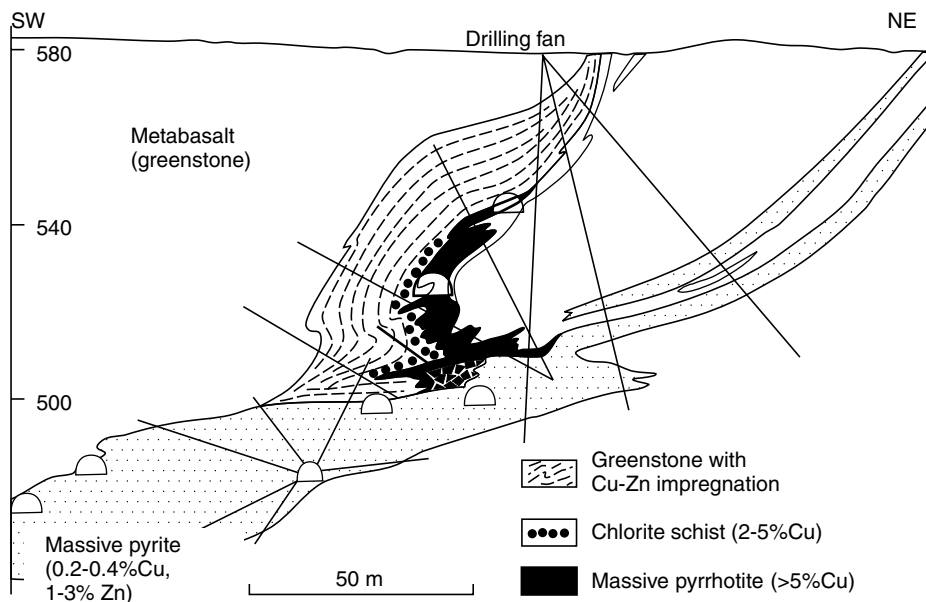 SW
NE
580
Drilling fan
Metabasalt
(greenstone)
540
500
Greenstone with
Cu-Zn impregnation
Chlorite schist (2-5%Cu)
Massive pyrite
(0.2-0.4%Cu,
1-3% Zn)
50 m
Massive pyrrhotite (>5%Cu)